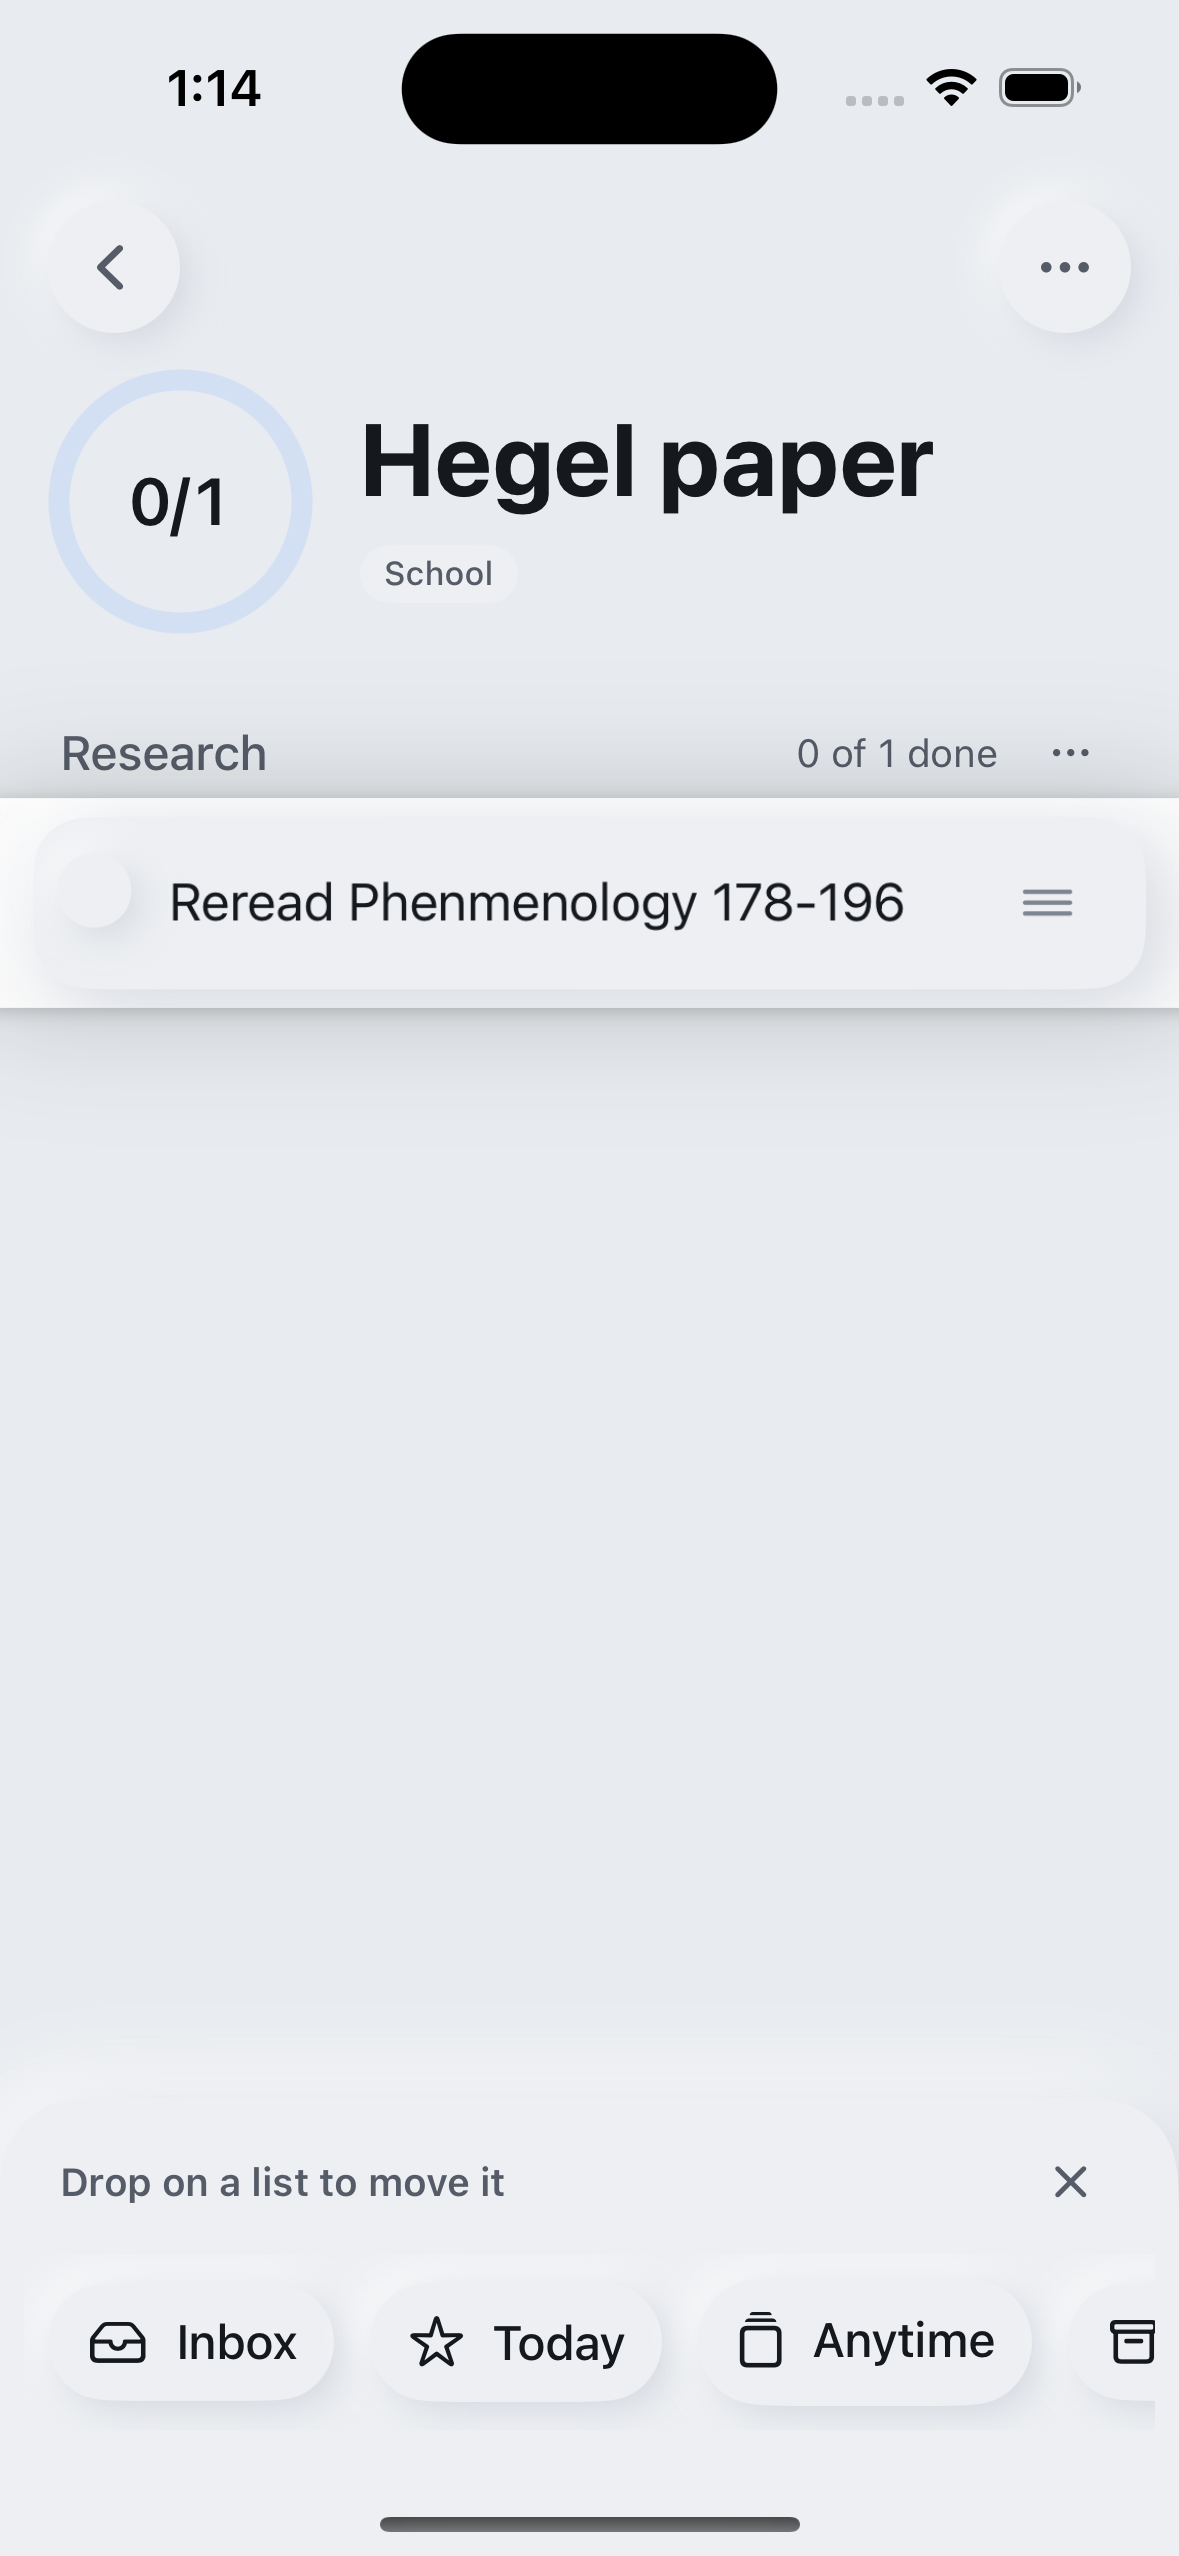 1:14
0/1
Hegel paper
School
Research
0 of 1 done
Reread Phenmenology 178-196
Drop on a list to move it
Inbox
Today
Anytime